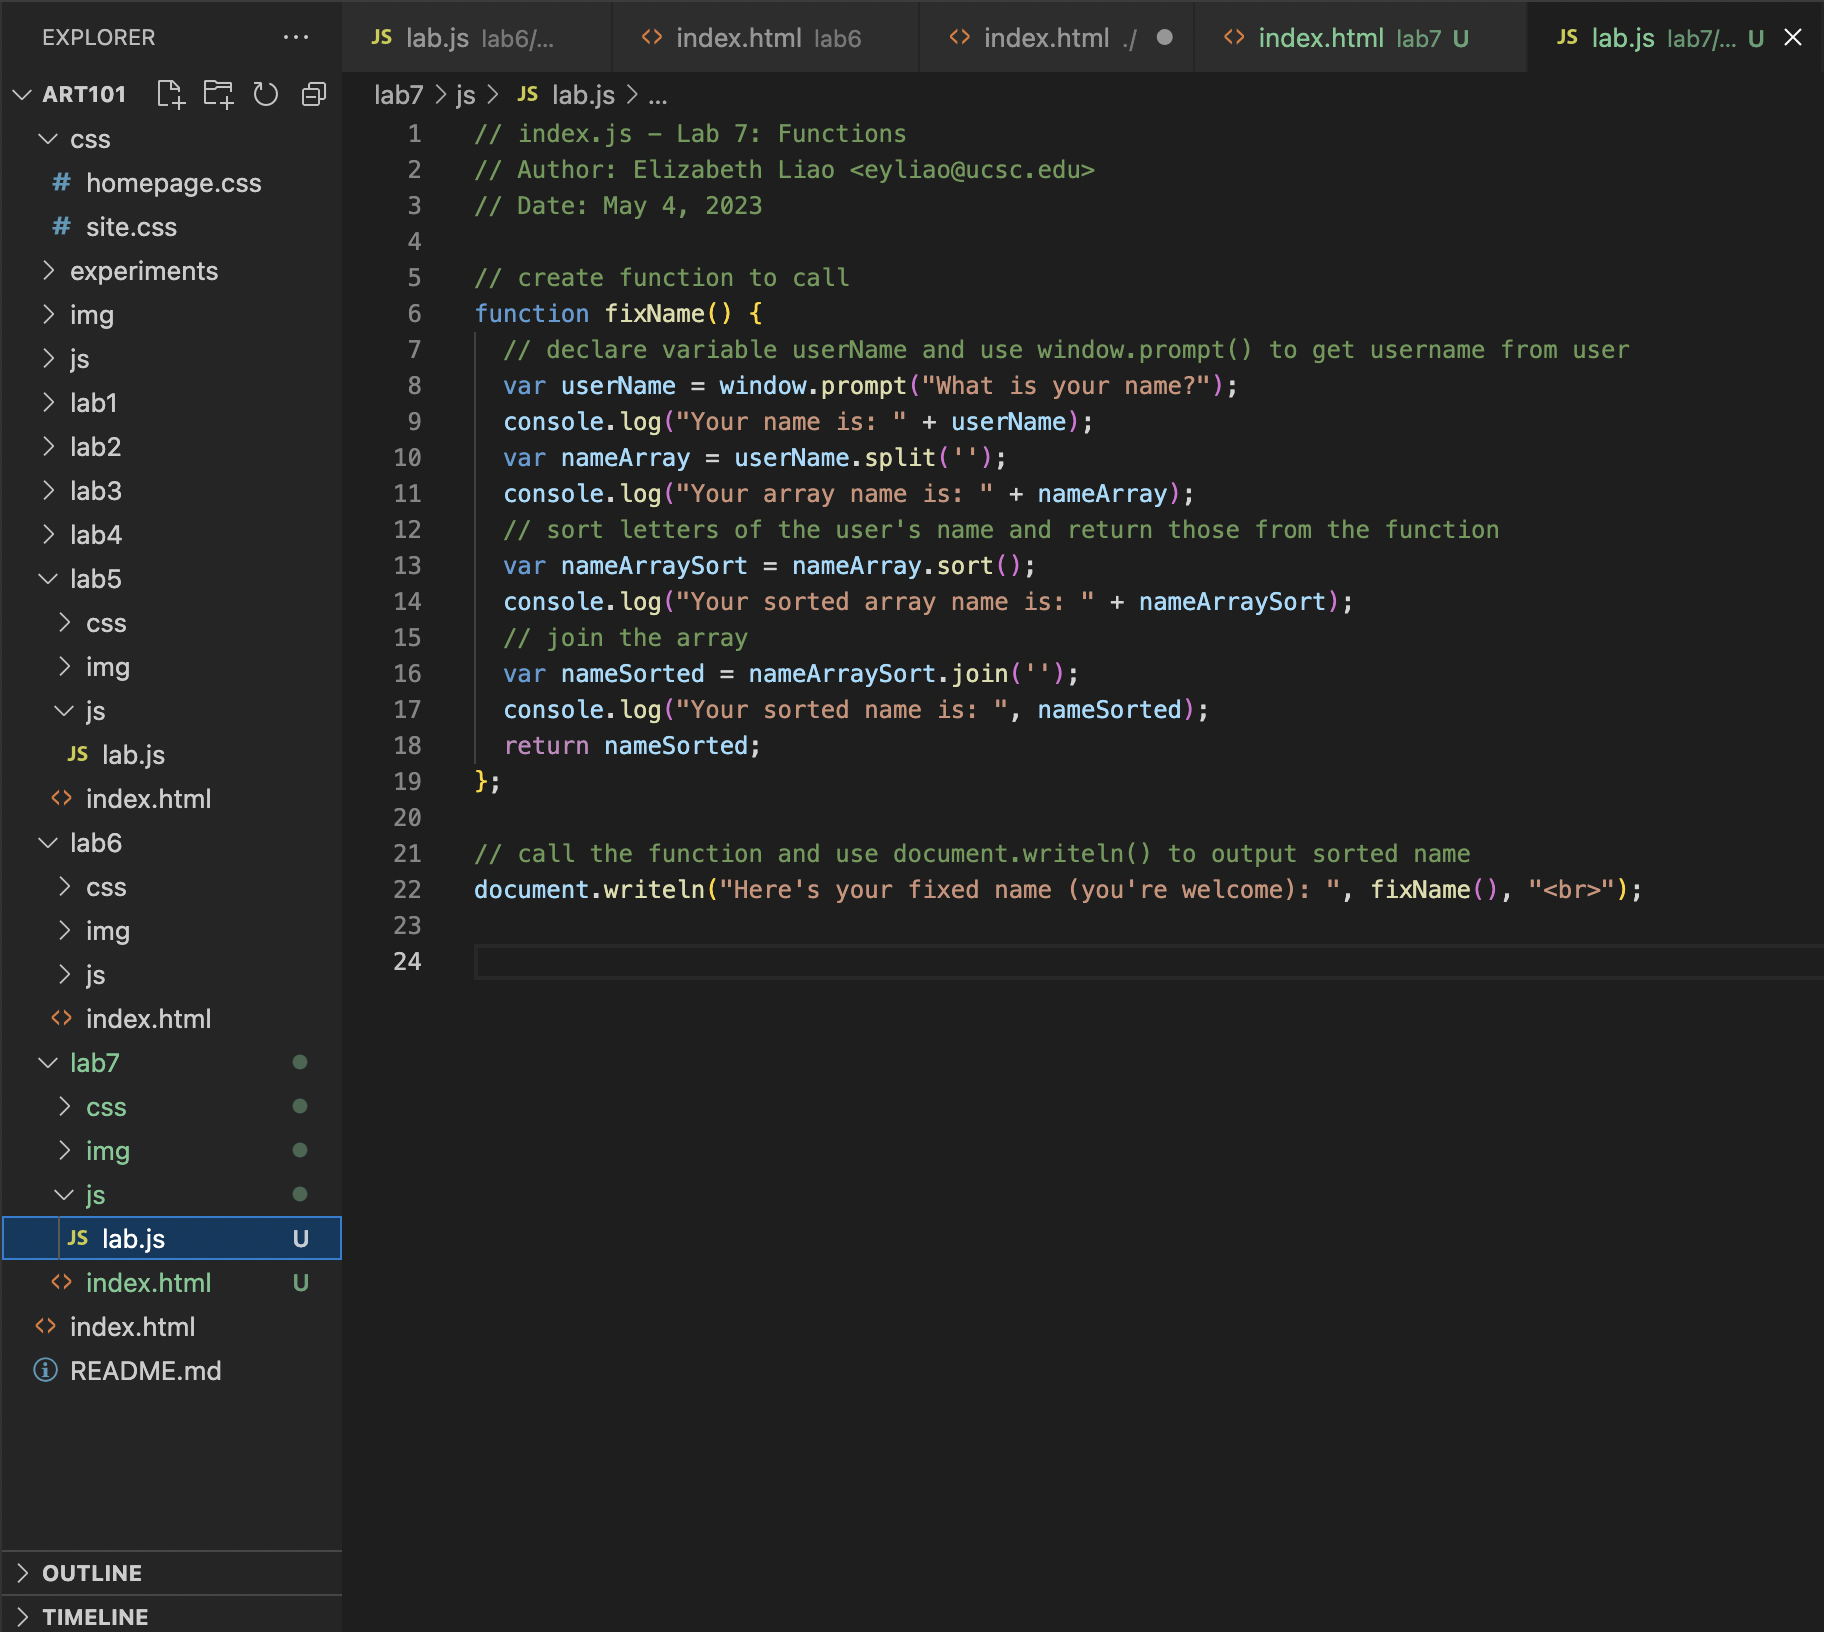 EXPLORER
ART101
css
# homepage.css
# site.css
experiments
img
js
lab1
lab2
lab3
lab4
lab5
css
img
js
JS lab.js
<> index.html
lab6
css
img
js
<> index.html
lab7
css
img
js
JS lab.js U
<> index.html U
<> index.html
README.md
OUTLINE
TIMELINE
JS lab.js lab6/...
<> index.html lab6
<> index.html ./
<> index.html lab7 U
JS lab.js lab7/... U
lab7 > js > JS lab.js > ...
1 // index.js - Lab 7: Functions
2 // Author: Elizabeth Liao <eyliao@ucsc.edu>
3 // Date: May 4, 2023
4
5 // create function to call
6 function fixName() {
7 // declare variable userName and use window.prompt() to get username from user
8 var userName = window.prompt("What is your name?");
9 console.log("Your name is: " + userName);
10 var nameArray = userName.split('');
11 console.log("Your array name is: " + nameArray);
12 // sort letters of the user's name and return those from the function
13 var nameArraySort = nameArray.sort();
14 console.log("Your sorted array name is: " + nameArraySort);
15 // join the array
16 var nameSorted = nameArraySort.join('');
17 console.log("Your sorted name is: ", nameSorted);
18 return nameSorted;
19 };
20
21 // call the function and use document.writeln() to output sorted name
22 document.writeln("Here's your fixed name (you're welcome): ", fixName(), "<br>");
23
24